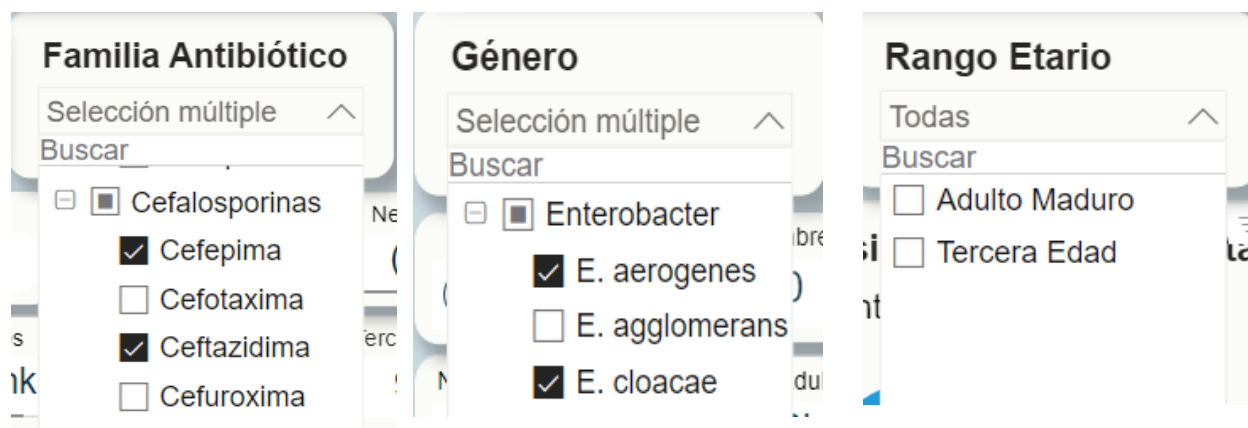 Familia Antibiótico
Selección múltiple
Buscar
Cefalosporinas
Cefepima
Cefotaxima
Ceftazidima
Cefuroxima
Género
Selección múltiple
Buscar
Enterobacter
E. aerogenes
E. agglomerans
E. cloacae
Rango Etario
Todas
Buscar
Adulto Maduro
Tercera Edad